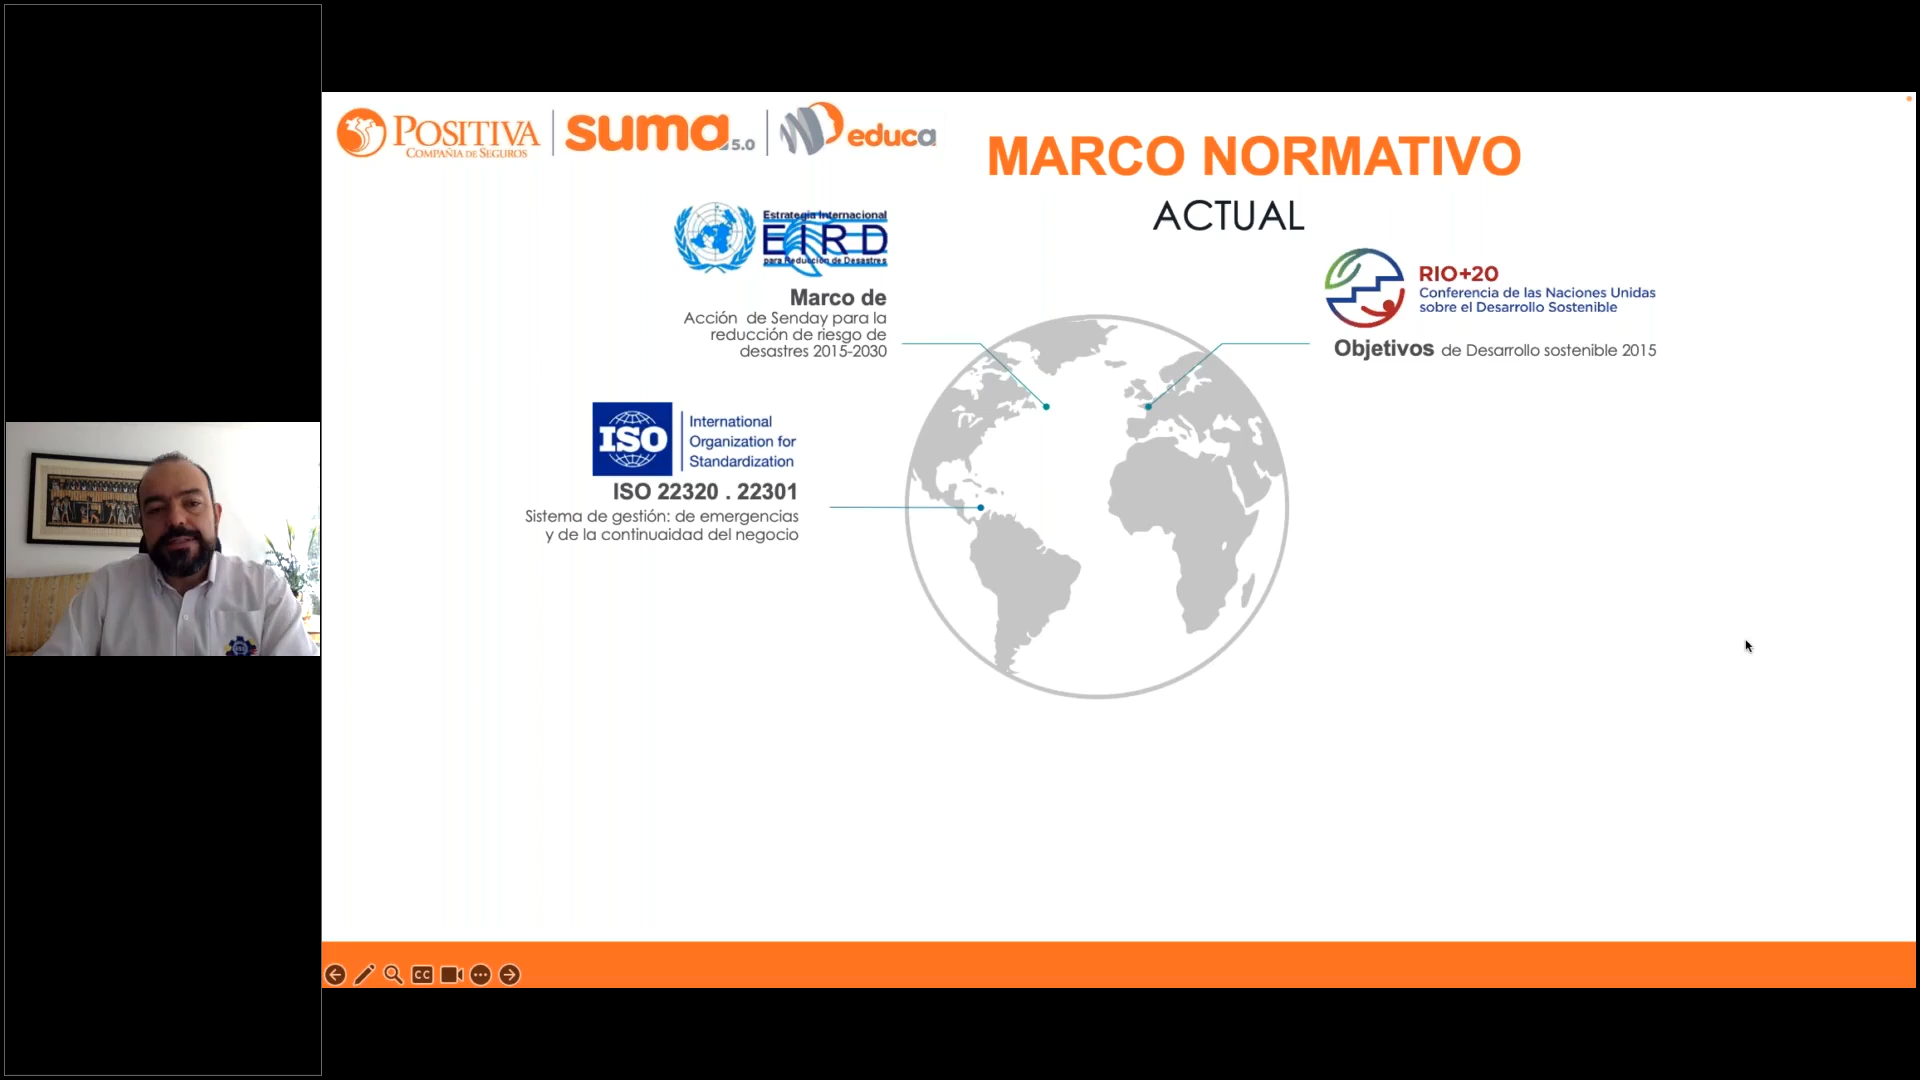 POSITIVA
COMPAÑÍA DE SEGUROS
suma 5.0
educa
MARCO NORMATIVO
ACTUAL
Estrategia Internacional
EIRD
para Reducción de Desastres
Marco de
Acción de Senday para la
reducción de riesgo de
desastres 2015-2030
RIO+20
Conferencia de las Naciones Unidas
sobre el Desarrollo Sostenible
Objetivos de Desarrollo sostenible 2015
ISO
International
Organization for
Standardization
ISO 22320 . 22301
Sistema de gestión: de emergencias
y de la continuaidad del negocio
CC